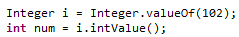 Integer i = Integer.valueOf(102);
int num = i.intValue();